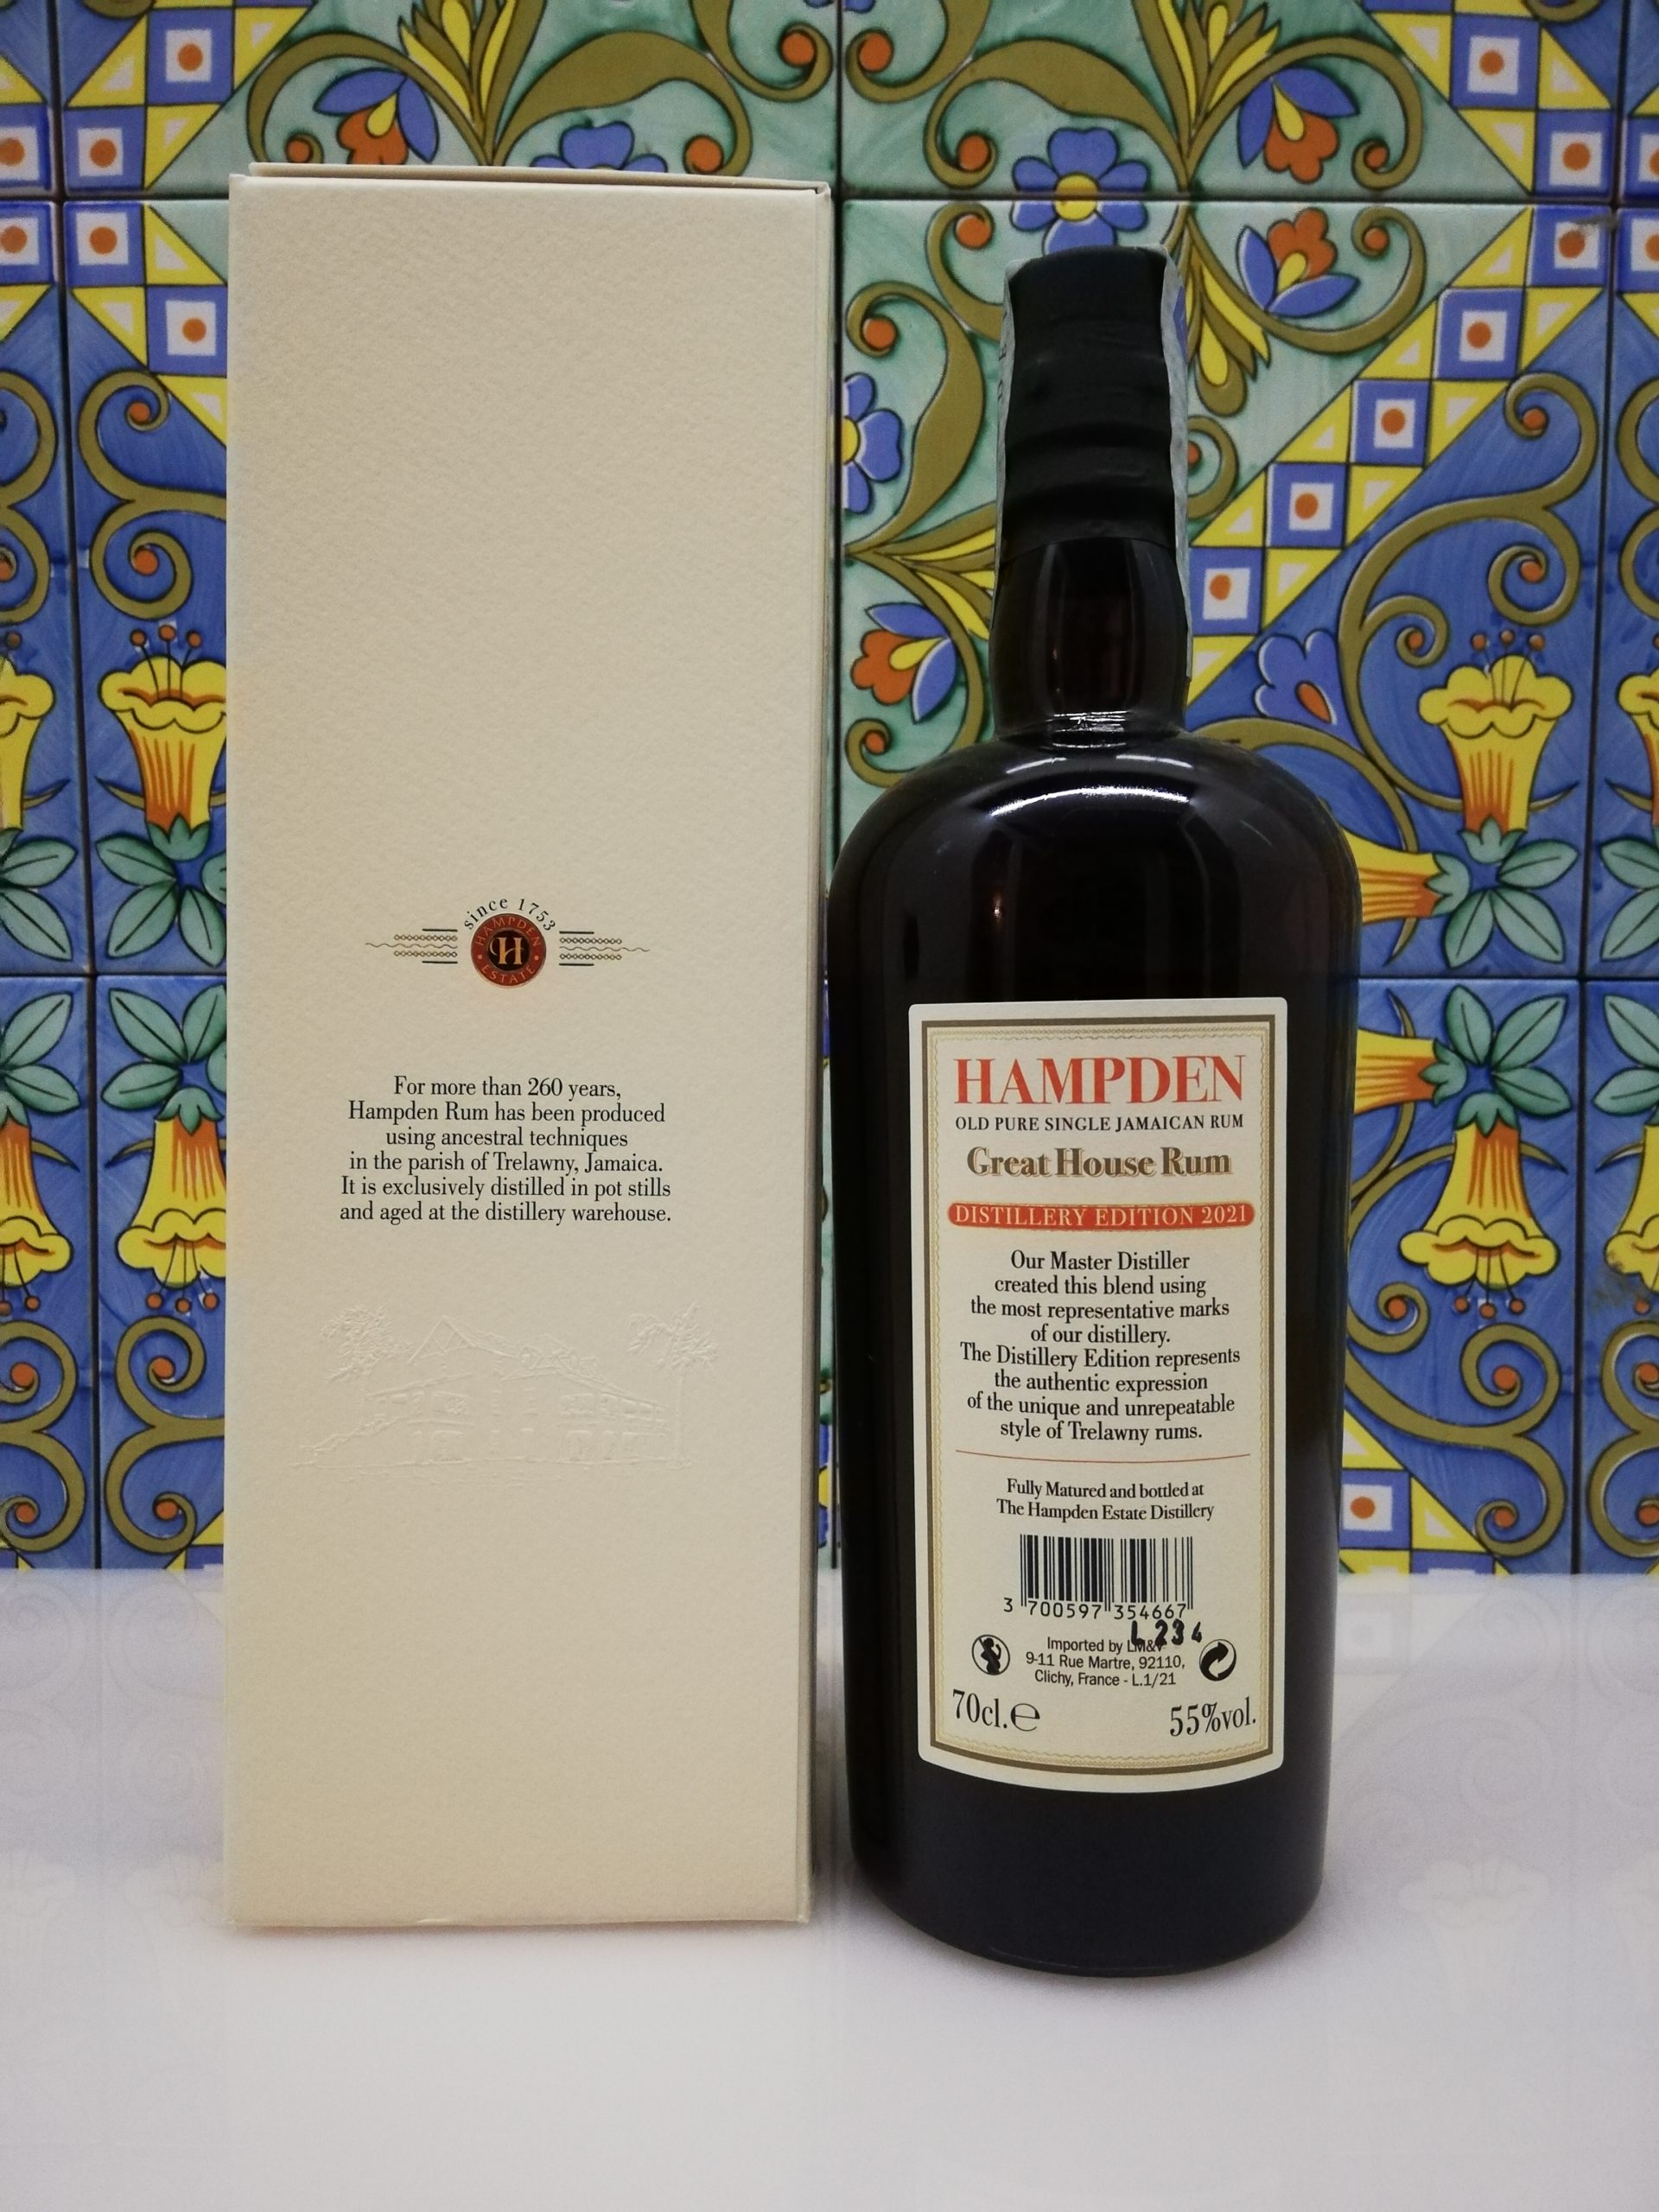 since 1753
HAMPDEN
H
ESTATE
For more than 260 years,
Hampden Rum has been produced
using ancestral techniques
in the parish of Trelawny, Jamaica.
It is exclusively distilled in pot stills
and aged at the distillery warehouse.
HAMPDEN
OLD PURE SINGLE JAMAICAN RUM
Great House Rum
DISTILLERY EDITION 2021
Our Master Distiller
created this blend using
the most representative marks
of our distillery.
The Distillery Edition represents
the authentic expression
of the unique and unrepeatable
style of Trelawny rums.
Fully Matured and bottled at
The Hampden Estate Distillery
3 700597 354667
L234
Imported by LM&V
9-11 Rue Martre, 92110,
Clichy, France - L.1/21
70cl.℮ 55%vol.